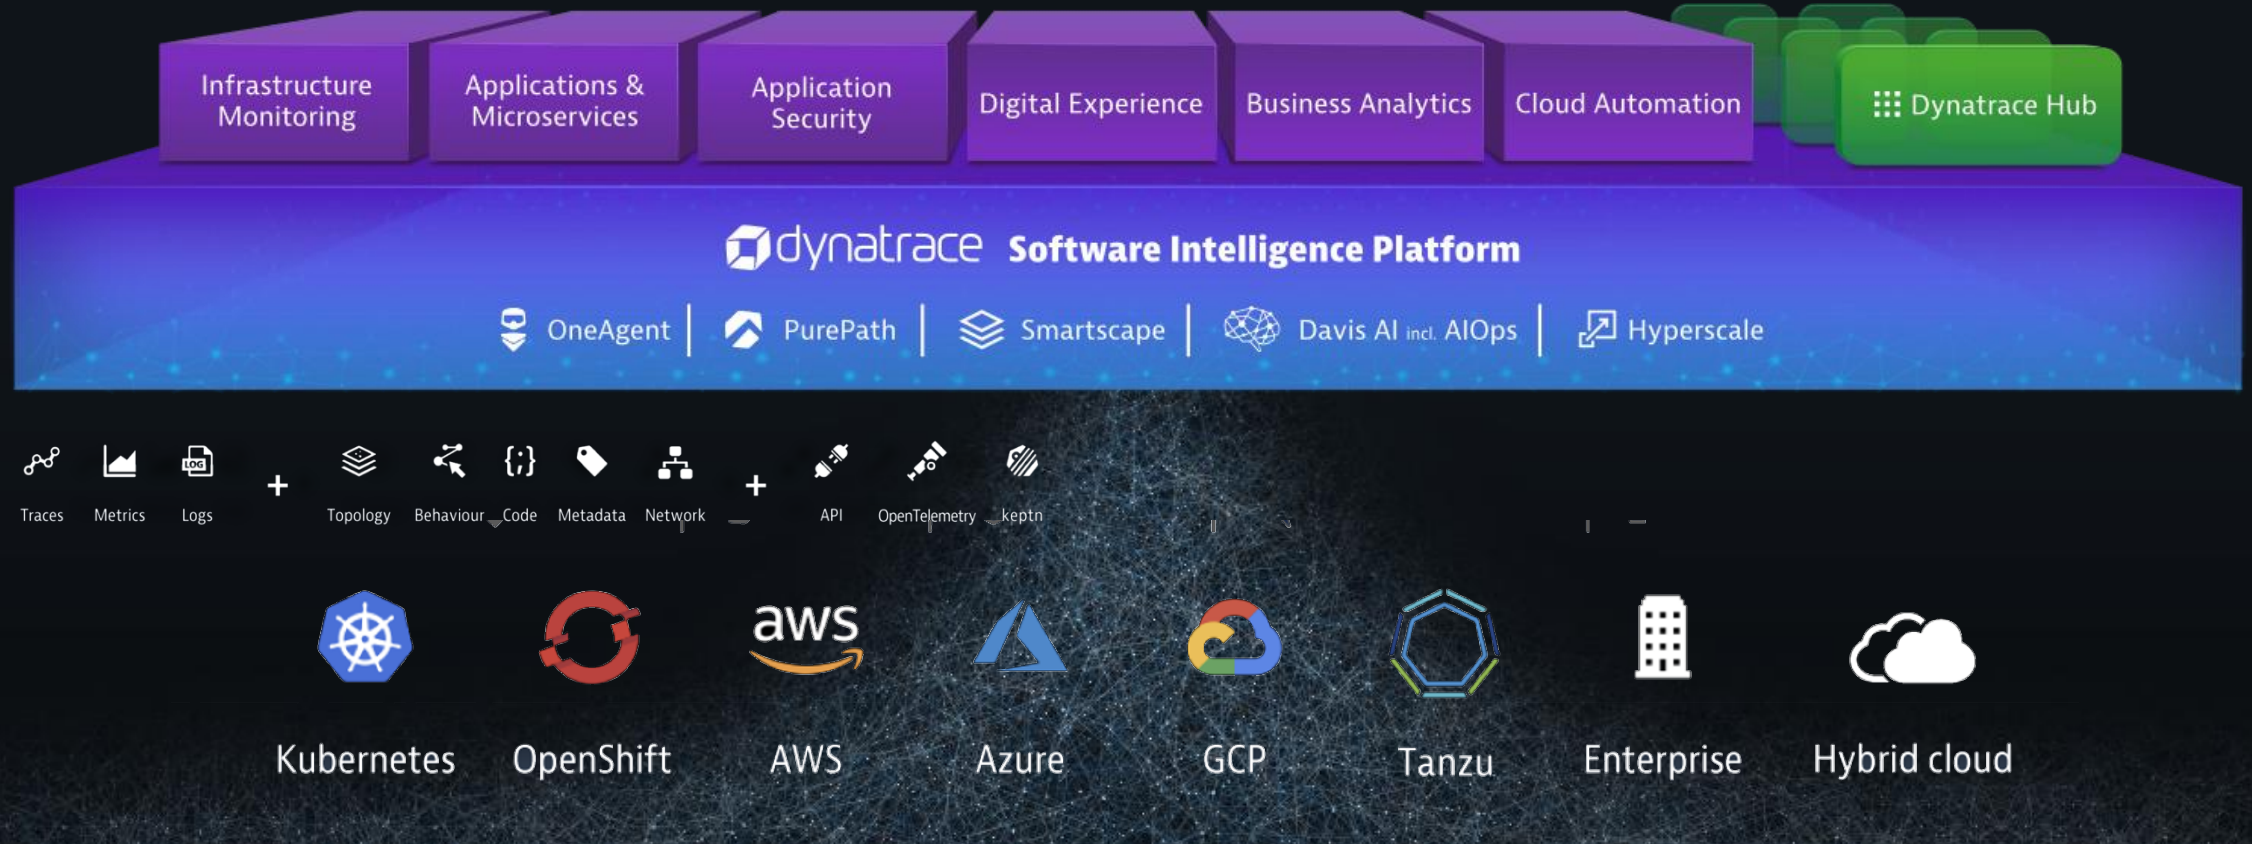 Infrastructure
Monitoring
Applications &
Microservices
Application
Security
Digital Experience
Business Analytics
Cloud Automation
Dynatrace Hub
dynatrace Software Intelligence Platform
OneAgent
PurePath
Smartscape
Davis AI incl. AIOps
Hyperscale
LOG
Traces
Metrics
Logs
+
Topology
{;}
Behaviour
Code
Metadata
Network
+
API
OpenTelemetry
keptn
aws
Kubernetes
OpenShift
AWS
Azure
GCP
Tanzu
Enterprise
Hybrid cloud